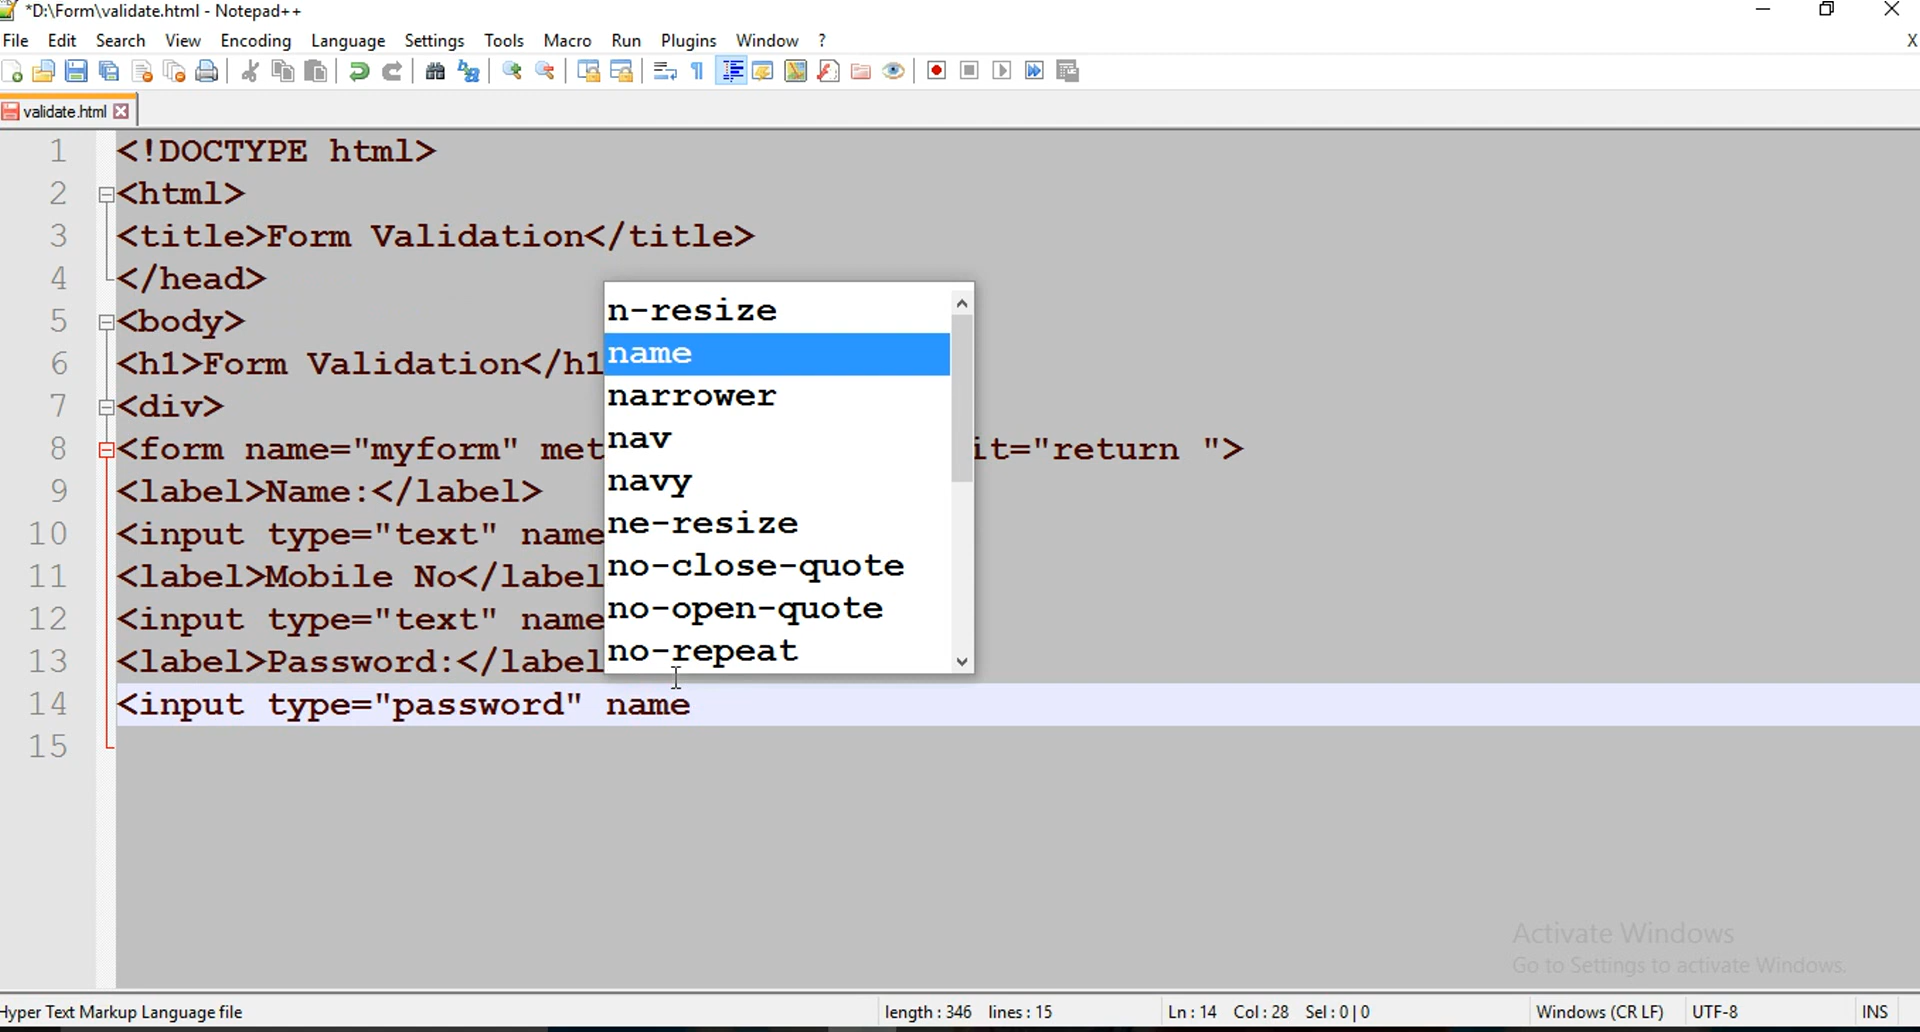 *D:\Form\validate.html - Notepad++
File Edit Search View Encoding Language Settings Tools Macro Run Plugins Window ? X
validate.html
1 <!DOCTYPE html>
2 <html>
3 <title>Form Validation</title>
4 </head>
5 <body>
6 <h1>Form Validation</h1
7 <div>
8 <form name="myform" met it="return ">
9 <label>Name:</label>
10 <input type="text" name
11 <label>Mobile No</label
12 <input type="text" name
13 <label>Password:</label
14 <input type="password" name
15
n-resize
name
narrower
nav
navy
ne-resize
no-close-quote
no-open-quote
no-repeat
Activate Windows
Go to Settings to activate Windows.
Hyper Text Markup Language file length : 346 lines : 15 Ln : 14 Col : 28 Sel : 0 | 0 Windows (CR LF) UTF-8 INS